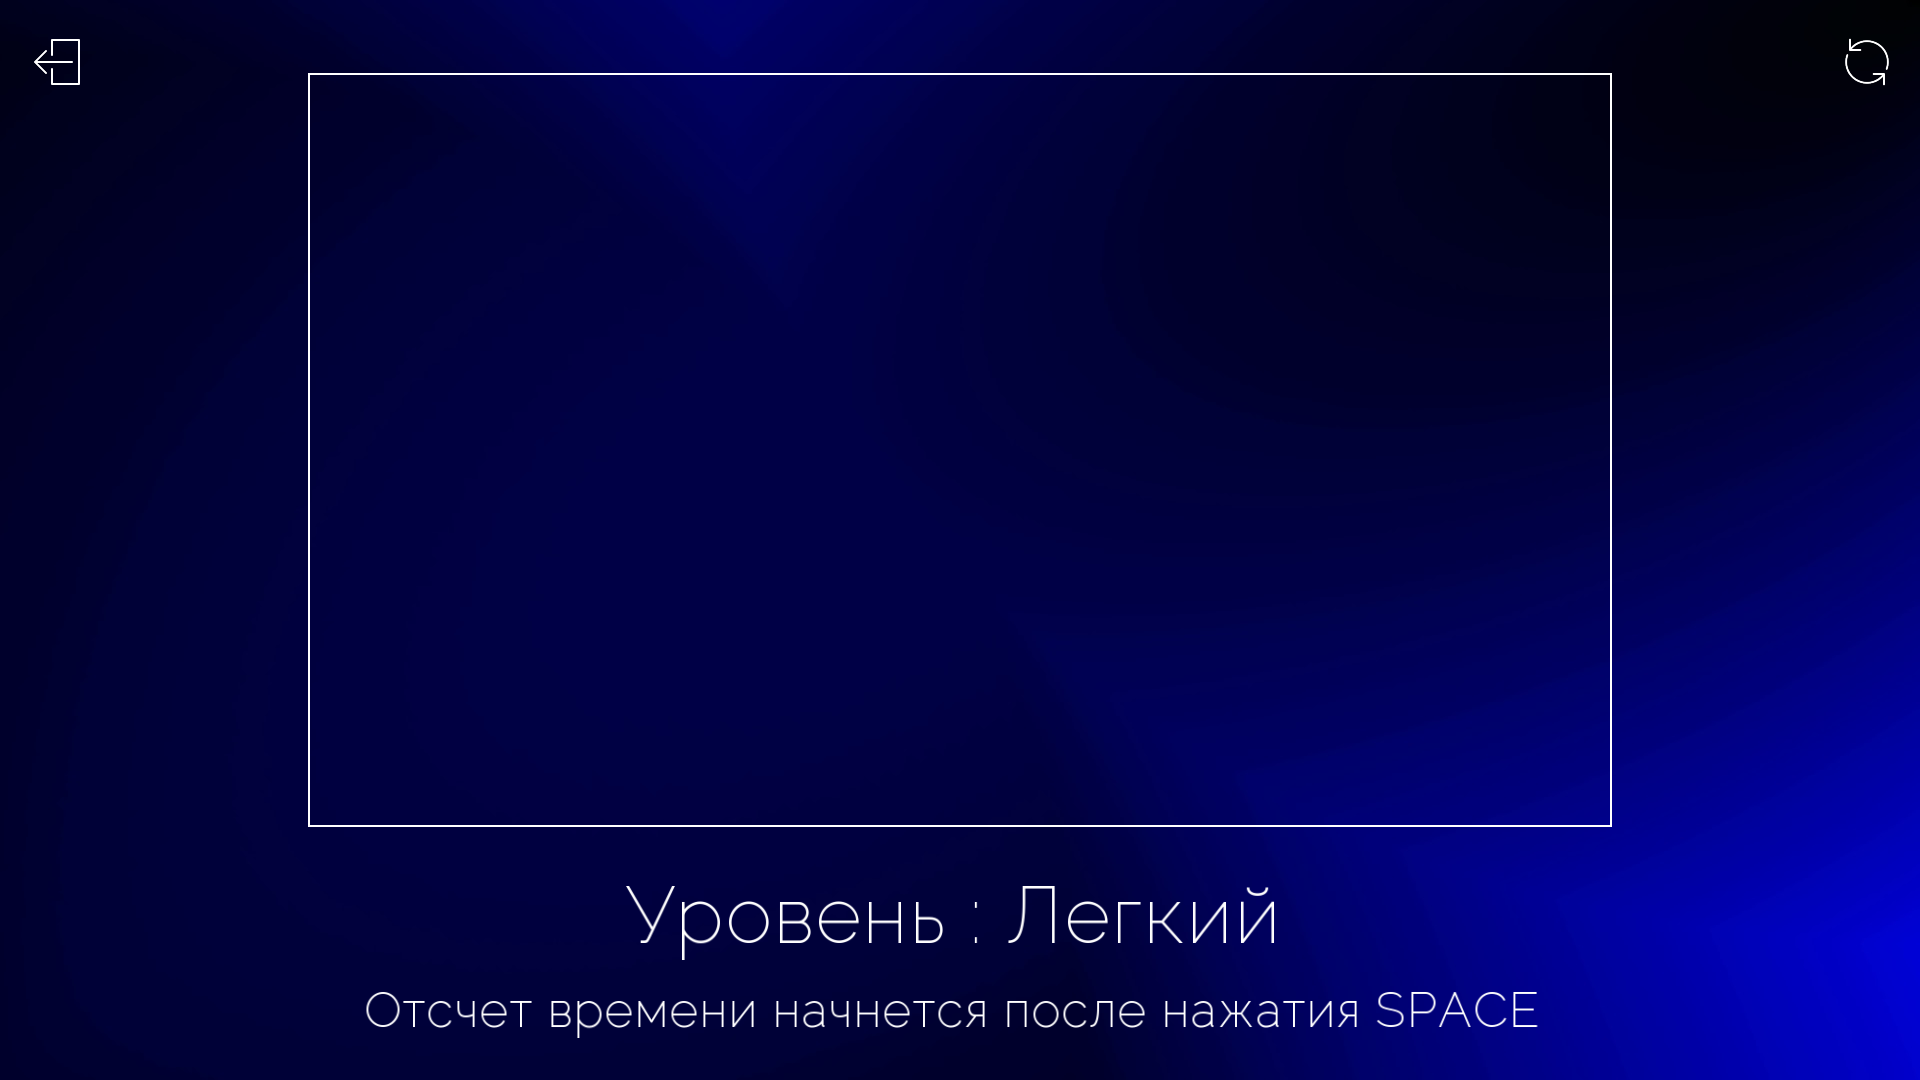 Уровень : Легкий
Отсчет времени начнется после нажатия SPACE